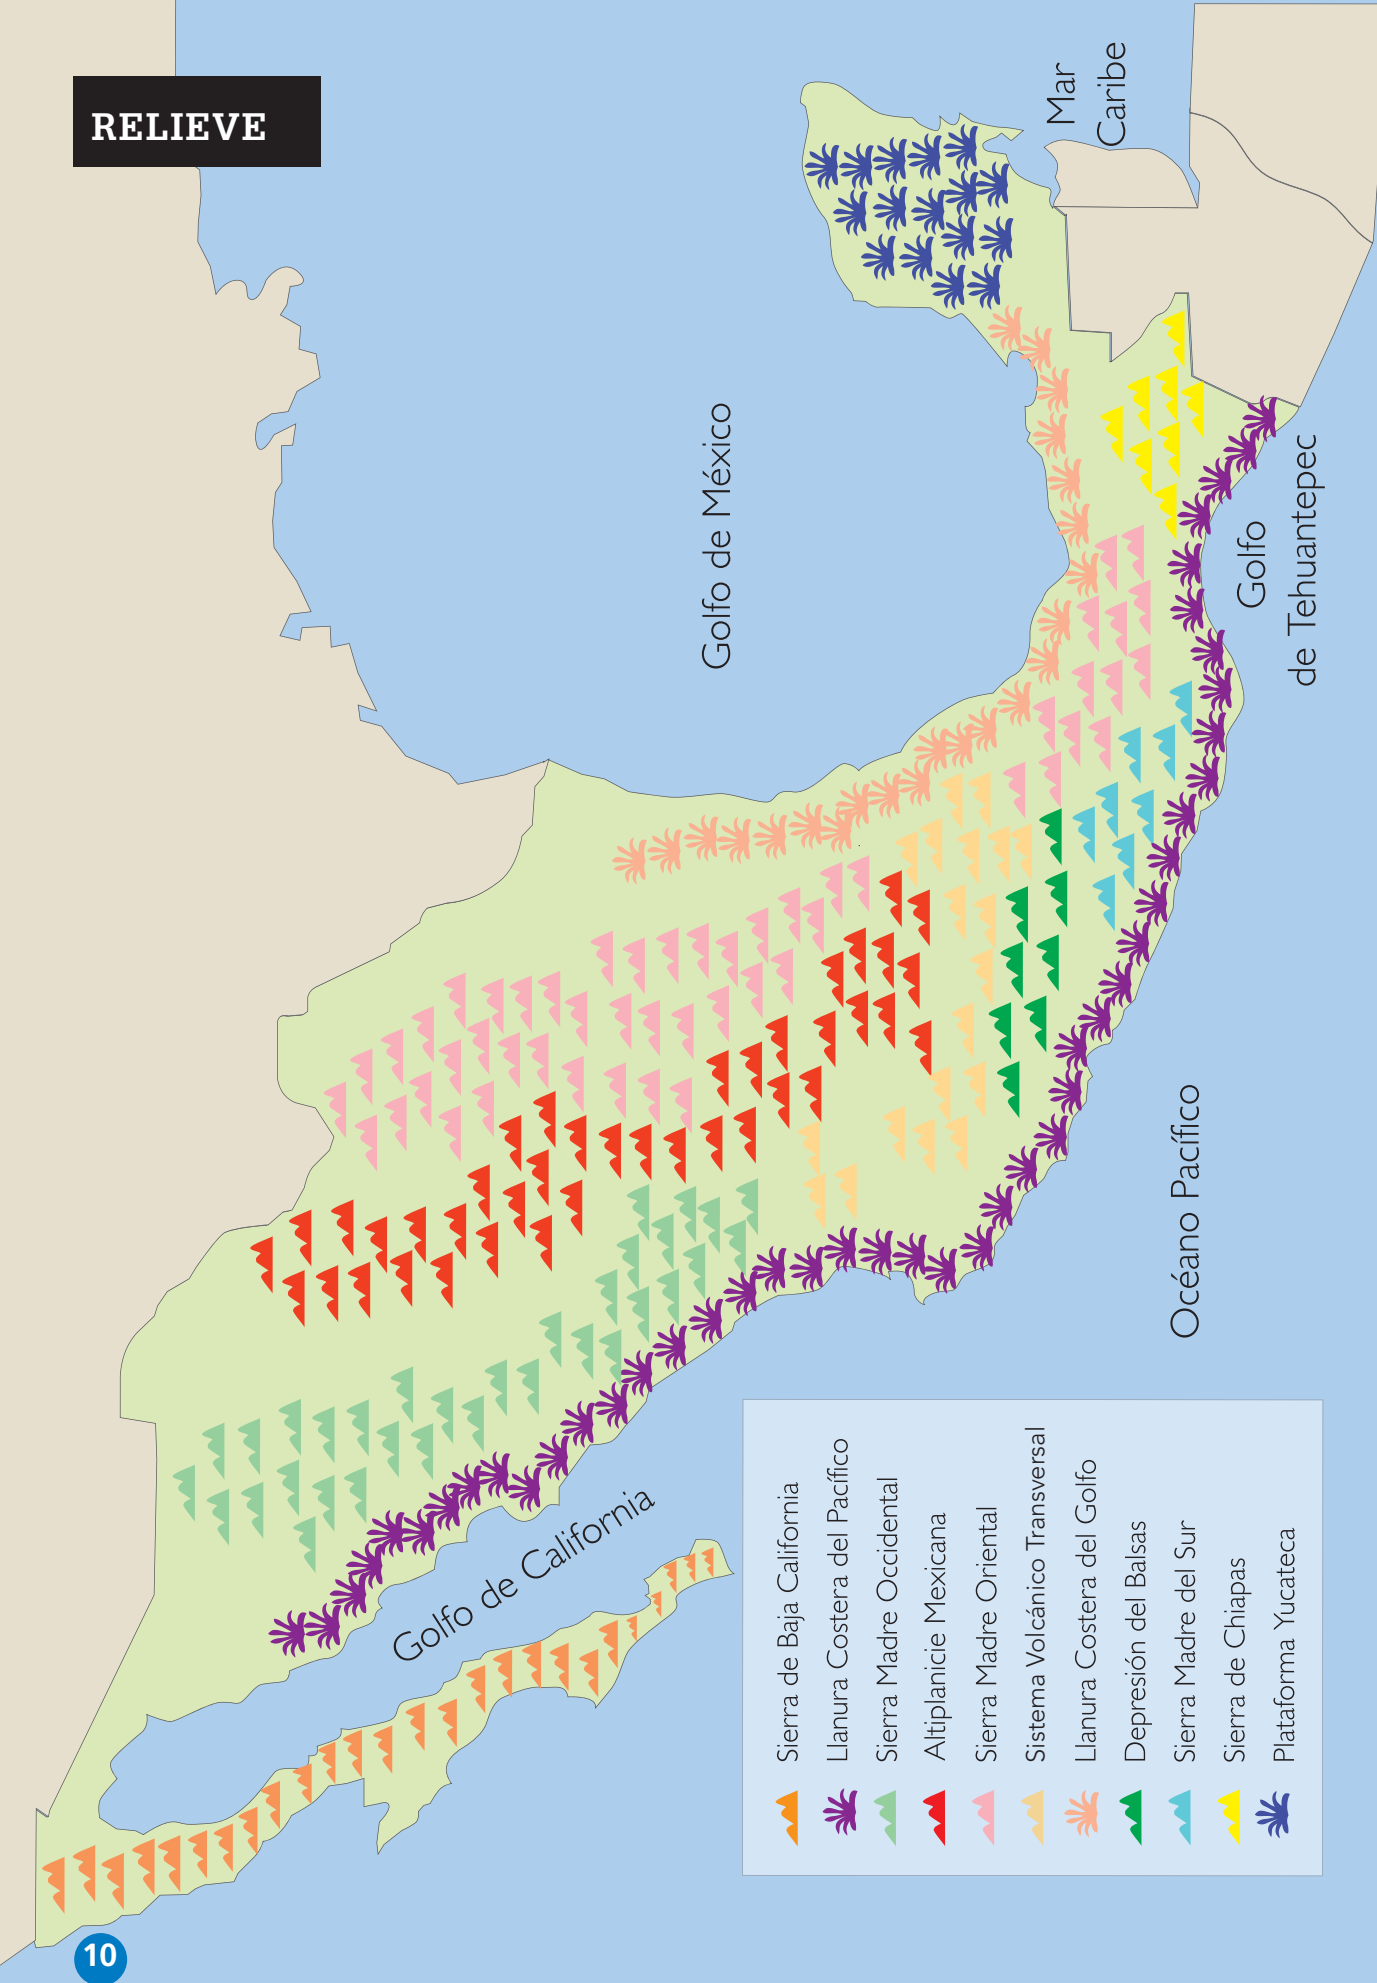 RELIEVE
Mar
Caribe
Golfo de México
Golfo
de Tehuantepec
Océano Pacífico
Golfo de California
Sierra de Baja California
Llanura Costera del Pacífico
Sierra Madre Occidental
Altiplanicie Mexicana
Sierra Madre Oriental
Sistema Volcánico Transversal
Llanura Costera del Golfo
Depresión del Balsas
Sierra Madre del Sur
Sierra de Chiapas
Plataforma Yucateca
10